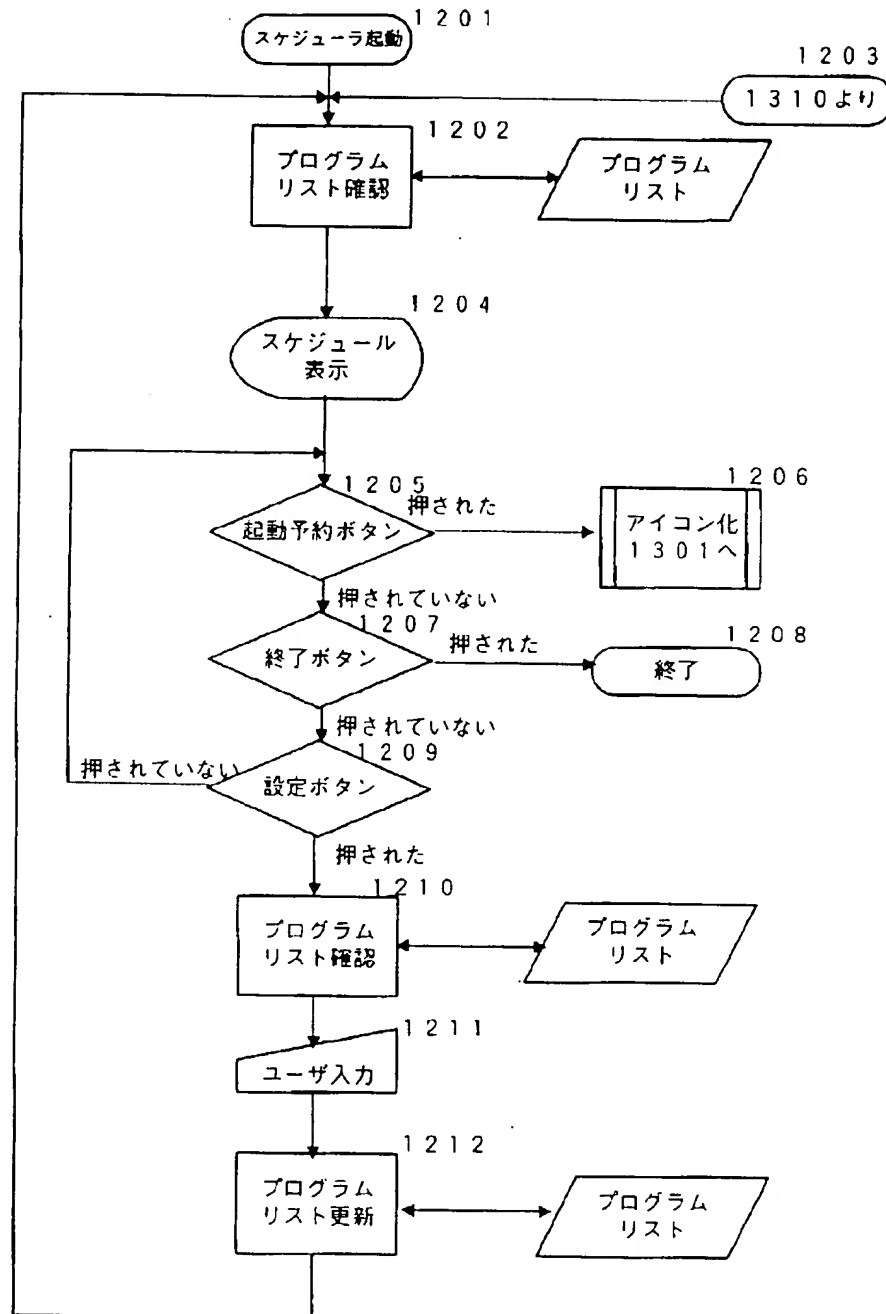 1201
スケジューラ起動
1203
1310より
1202
プログラム
リスト確認
プログラム
リスト
1204
スケジュール
表示
1205
起動予約ボタン
押された
1206
アイコン化
1301へ
押されていない
1207
終了ボタン
押された
1208
終了
押されていない
1209
設定ボタン
押されていない
押された
1210
プログラム
リスト確認
プログラム
リスト
1211
ユーザ入力
1212
プログラム
リスト更新
プログラム
リスト